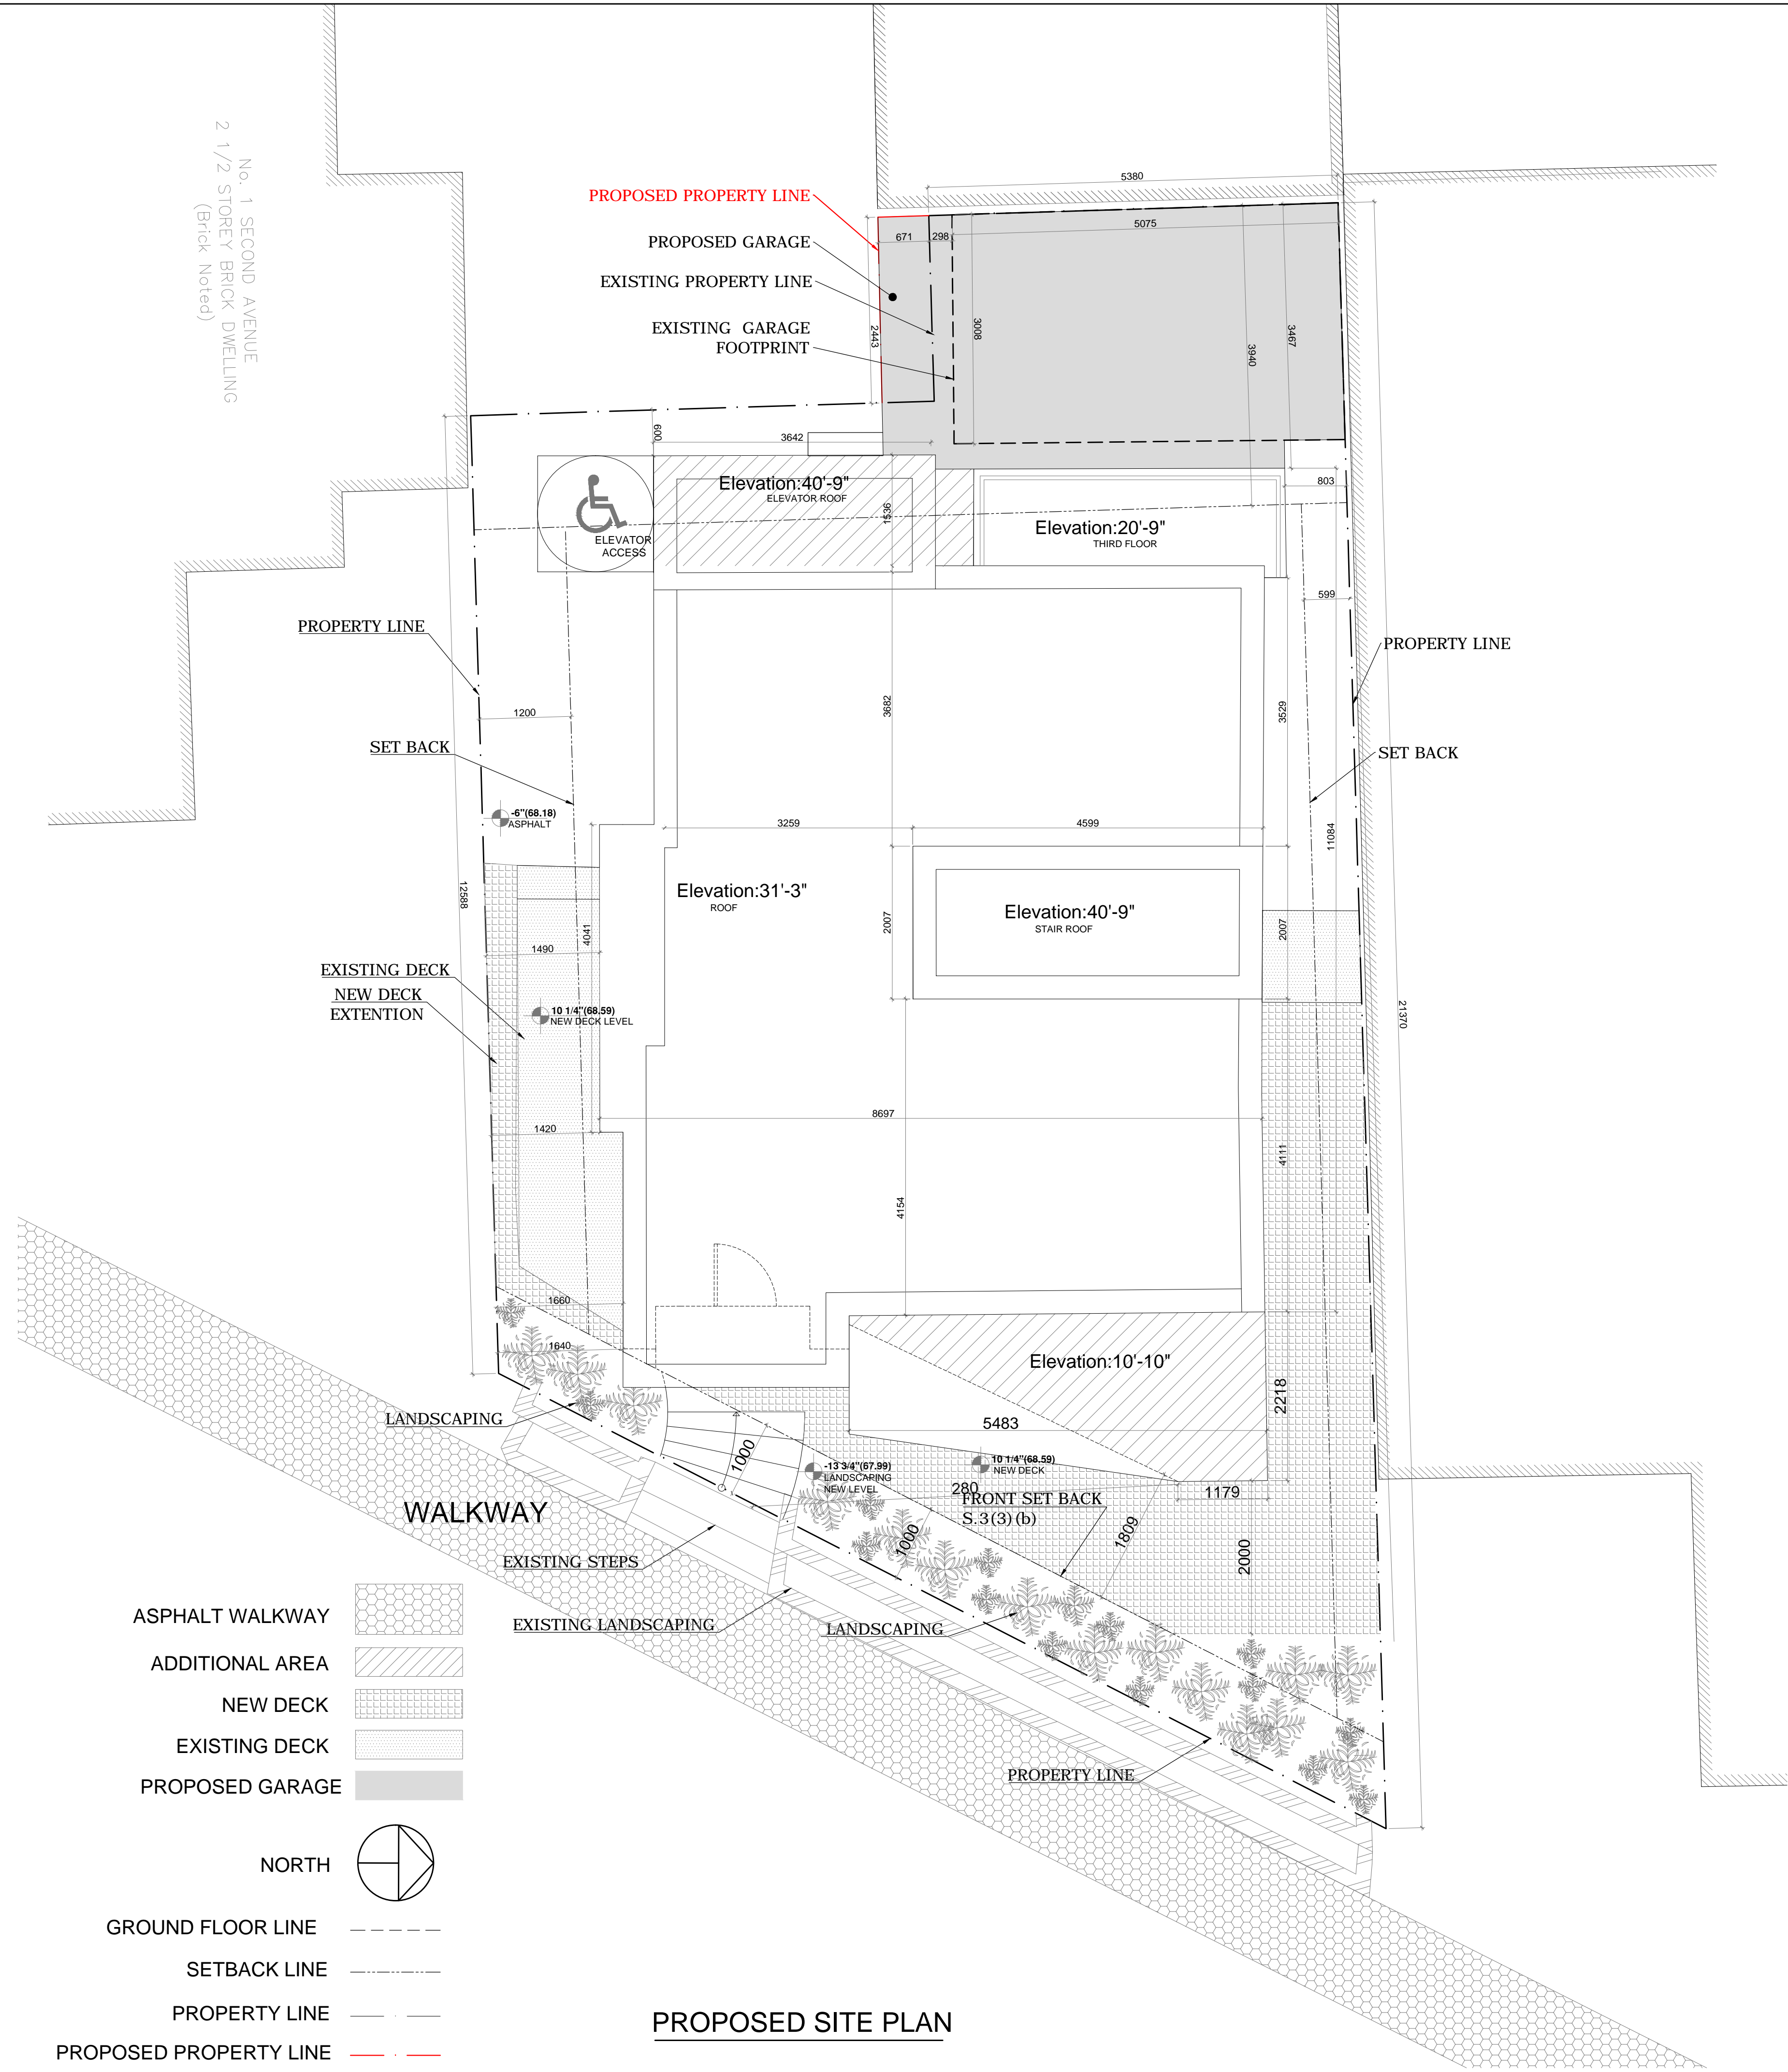 No. 1 SECOND AVENUE
2 1/2 STOREY BRICK DWELLING
(Brick Noted)
5380
PROPOSED PROPERTY LINE
5075
671
298
PROPOSED GARAGE
EXISTING PROPERTY LINE
EXISTING GARAGE
FOOTPRINT
2443
3008
3940
3467
600
3642
Elevation:40'-9"
ELEVATOR ROOF
803
1536
Elevation:20'-9"
THIRD FLOOR
ELEVATOR
ACCESS
599
PROPERTY LINE
PROPERTY LINE
1200
3682
3529
SET BACK
SET BACK
-6"(68.18)
ASPHALT
3259
4599
11084
12588
Elevation:31'-3"
ROOF
Elevation:40'-9"
STAIR ROOF
2007
2007
4041
1490
EXISTING DECK
NEW DECK
EXTENTION
10 1/4"(68.59)
NEW DECK LEVEL
21370
8697
1420
4111
4154
1660
1640
Elevation:10'-10"
2218
LANDSCAPING
5483
1000
-13 3/4"(67.99)
LANDSCAPING
NEW LEVEL
10 1/4"(68.59)
NEW DECK
280
1179
FRONT SET BACK
S.3(3)(b)
WALKWAY
1000
1809
2000
EXISTING STEPS
EXISTING LANDSCAPING
LANDSCAPING
PROPERTY LINE
ASPHALT WALKWAY
ADDITIONAL AREA
NEW DECK
EXISTING DECK
PROPOSED GARAGE
NORTH
GROUND FLOOR LINE
SETBACK LINE
PROPERTY LINE
PROPOSED PROPERTY LINE
PROPOSED SITE PLAN